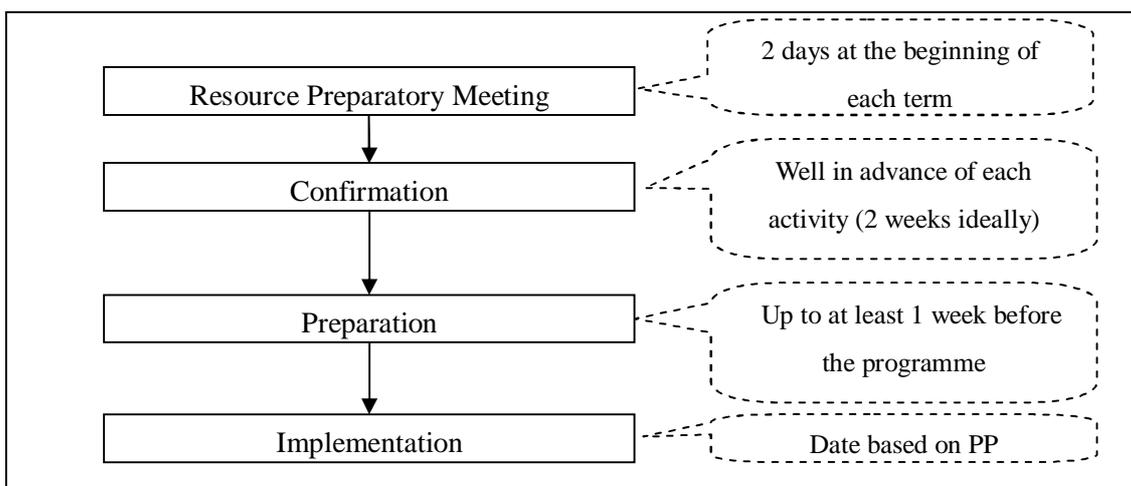 2 days at the beginning of
each term
Resource Preparatory Meeting
Well in advance of each
activity (2 weeks ideally)
Confirmation
Up to at least 1 week before
the programme
Preparation
Date based on PP
Implementation